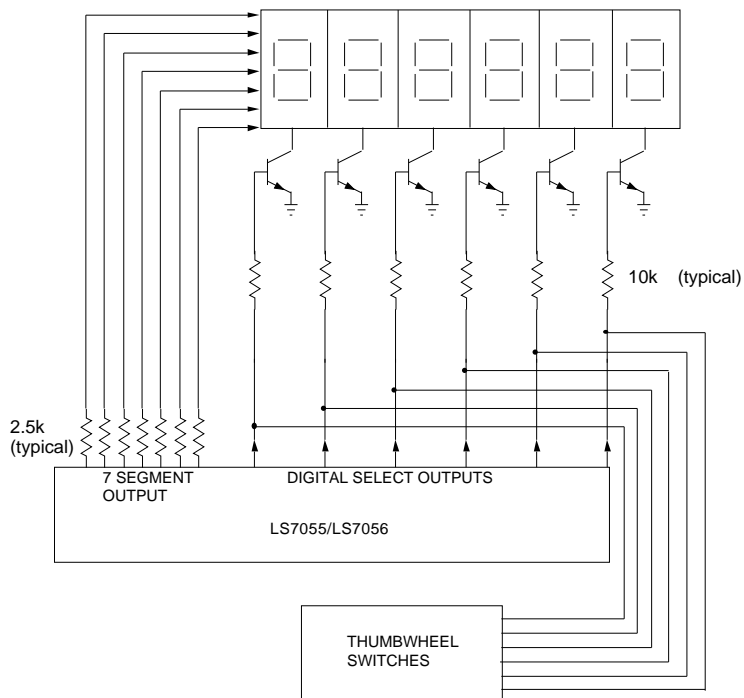 10k (typical)
2.5k
(typical)
7 SEGMENT
OUTPUT
DIGITAL SELECT OUTPUTS
LS7055/LS7056
THUMBWHEEL
SWITCHES